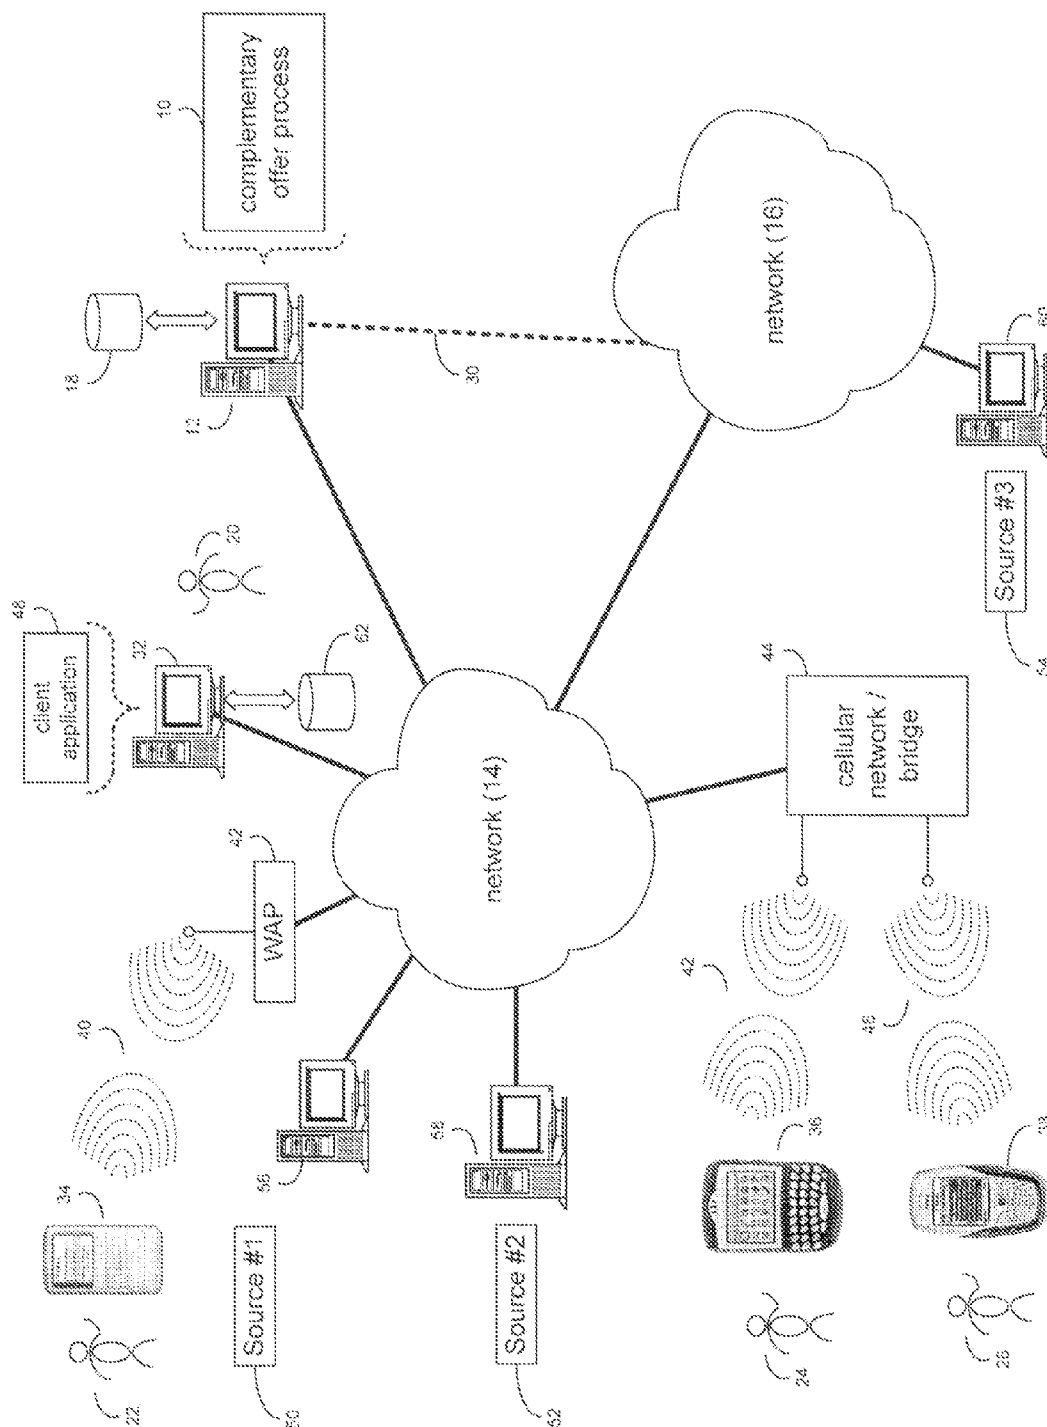 48
client
application
34
18
40
22
10
32
12
20
42
complementary
offer process
Source #1
56
WAP
50
62
58
30
network (14)
Source #2
52
42
44
network (16)
24
36
cellular
network /
bridge
46
26
Source #3